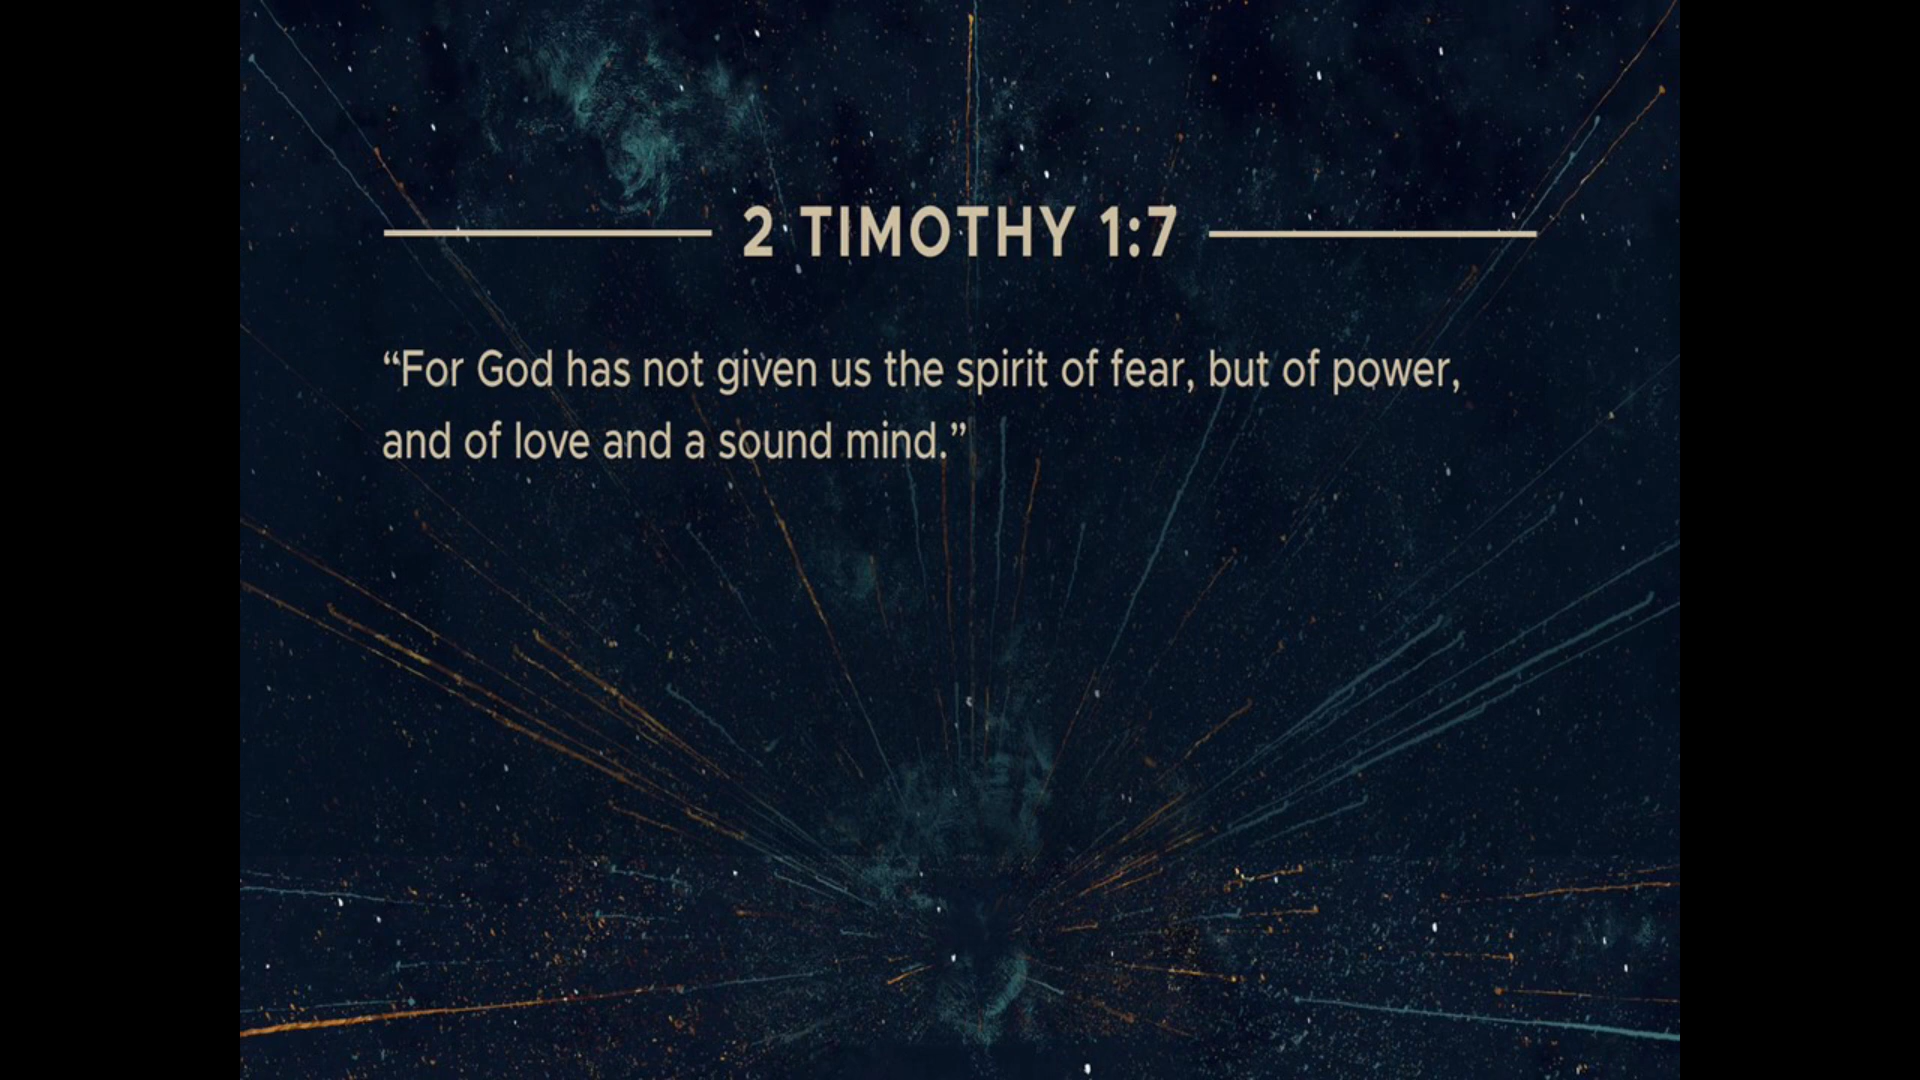 2 TIMOTHY 1:7
“For God has not given us the spirit of fear, but of power,
and of love and a sound mind.”